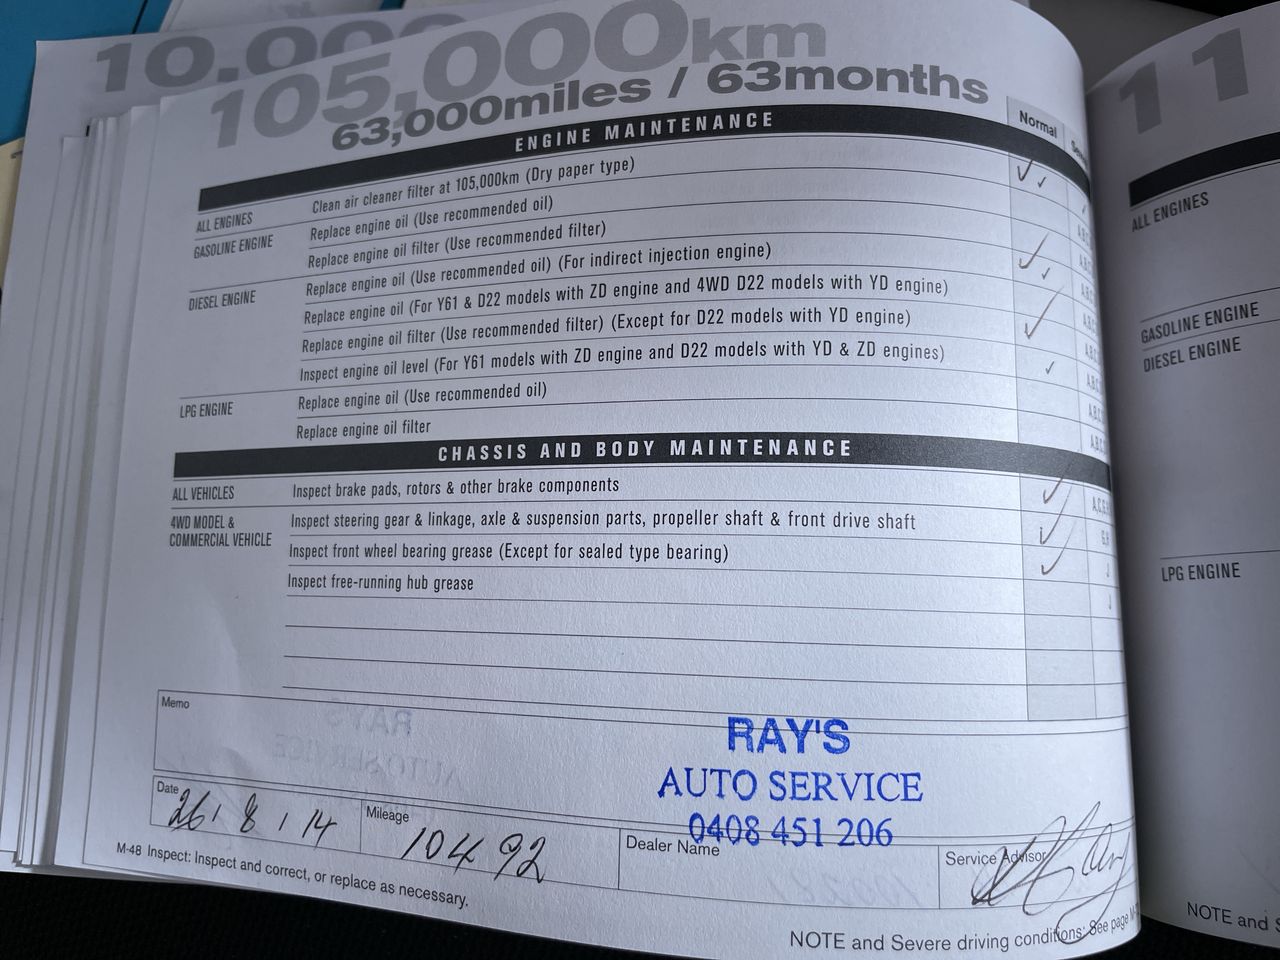 10,000
105,000km
63,000miles / 63months
ENGINE MAINTENANCE
Normal
ALL ENGINES Clean air cleaner filter at 105,000km (Dry paper type)
GASOLINE ENGINE Replace engine oil (Use recommended oil)
Replace engine oil filter (Use recommended filter)
DIESEL ENGINE Replace engine oil (Use recommended oil) (For indirect injection engine)
Replace engine oil (For Y61 & D22 models with ZD engine and 4WD D22 models with YD engine)
Replace engine oil filter (Use recommended filter) (Except for D22 models with YD engine)
Inspect engine oil level (For Y61 models with ZD engine and D22 models with YD & ZD engines)
LPG ENGINE Replace engine oil (Use recommended oil)
Replace engine oil filter
CHASSIS AND BODY MAINTENANCE
ALL VEHICLES Inspect brake pads, rotors & other brake components
4WD MODEL & COMMERCIAL VEHICLE Inspect steering gear & linkage, axle & suspension parts, propeller shaft & front drive shaft
Inspect front wheel bearing grease (Except for sealed type bearing)
Inspect free-running hub grease
Memo
RAY'S
AUTO SERVICE
0408 451 206
Date 26 / 8 / 14
Mileage 10492
Dealer Name
Service Advisor
M-48 Inspect: Inspect and correct, or replace as necessary.
NOTE and Severe driving conditions: See page
11
ALL ENGINES
GASOLINE ENGINE
DIESEL ENGINE
LPG ENGINE
NOTE and